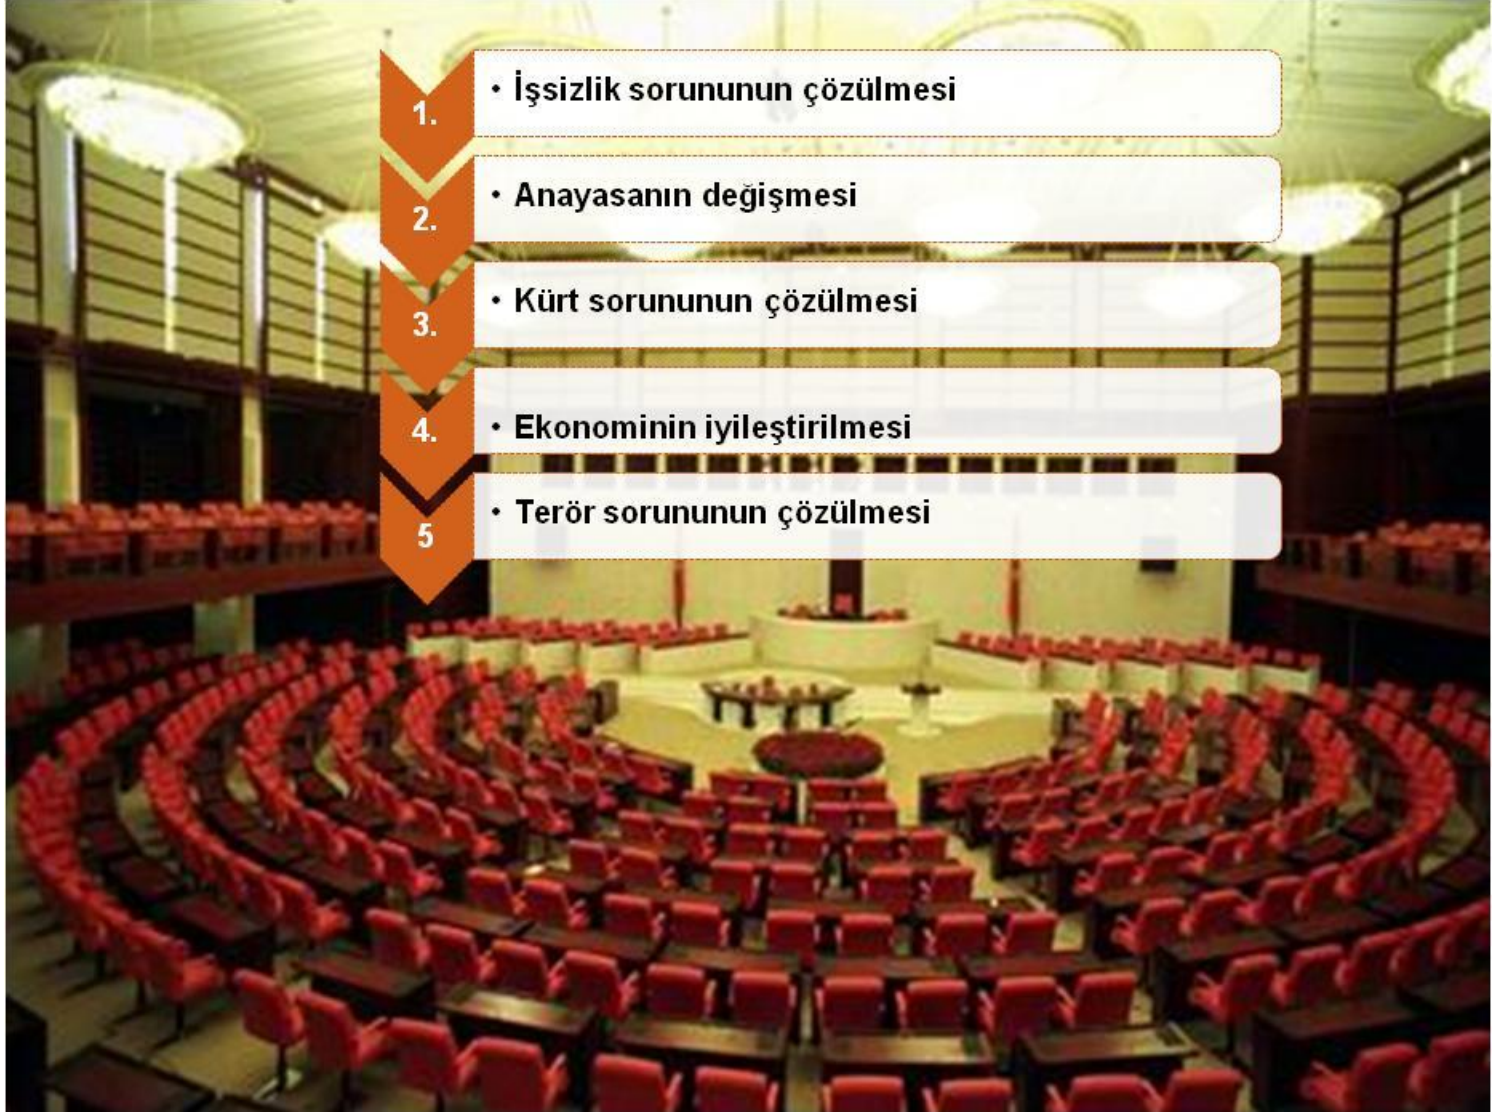 1.
• İşsizlik sorununun çözülmesi
2.
• Anayasanın değişmesi
3.
• Kürt sorununun çözülmesi
4.
• Ekonominin iyileştirilmesi
5
• Terör sorununun çözülmesi